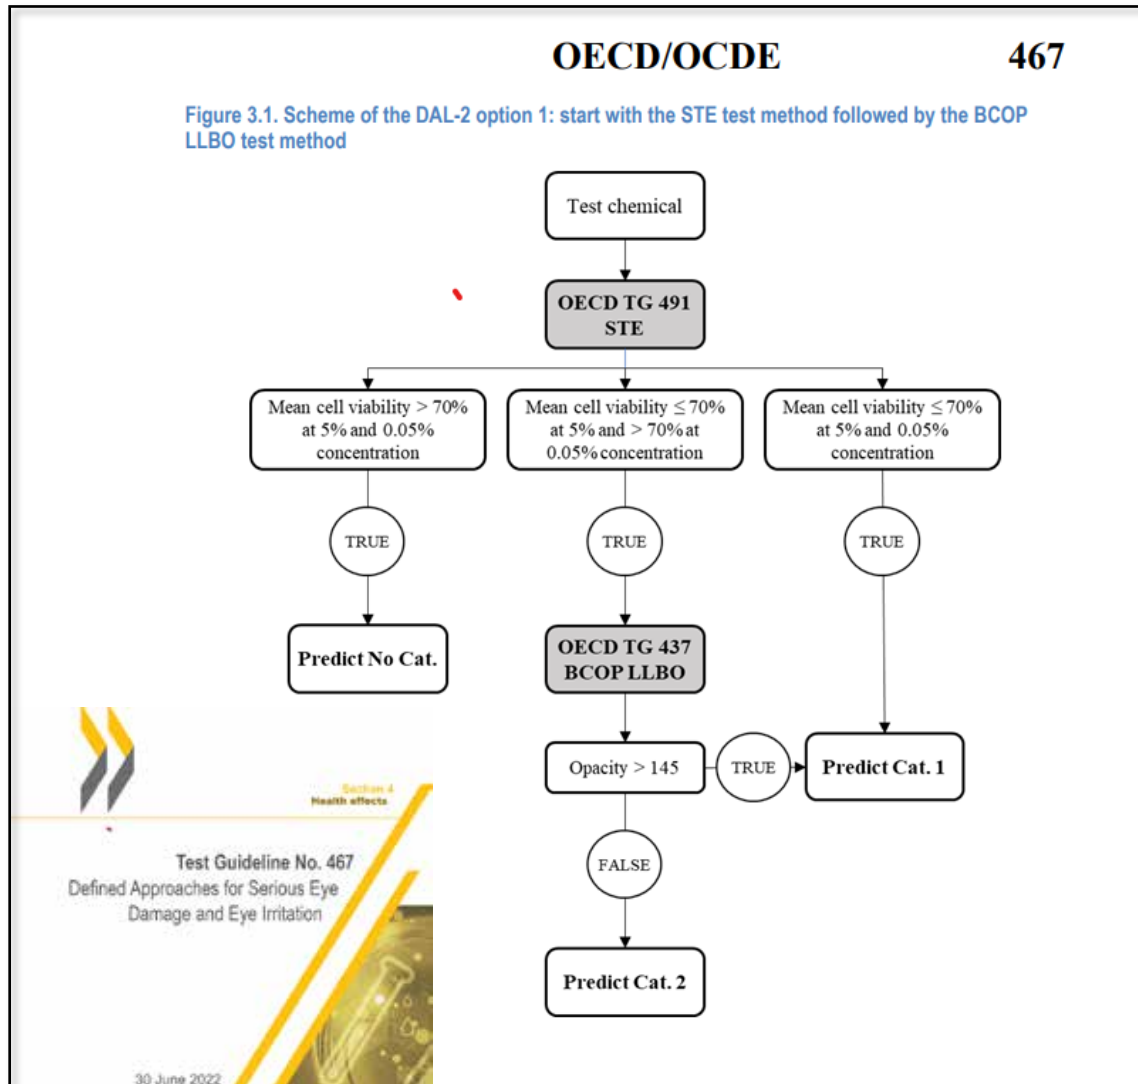 OECD/OCDE 467
Figure 3.1. Scheme of the DAL-2 option 1: start with the STE test method followed by the BCOP
LLBO test method
Test chemical
OECD TG 491
STE
Mean cell viability > 70%
at 5% and 0.05%
concentration
Mean cell viability ≤ 70%
at 5% and > 70% at
0.05% concentration
Mean cell viability ≤ 70%
at 5% and 0.05%
concentration
TRUE
TRUE
TRUE
Predict No Cat.
OECD TG 437
BCOP LLBO
Opacity > 145
TRUE
Predict Cat. 1
FALSE
Predict Cat. 2
Section 4
Health effects
Test Guideline No. 467
Defined Approaches for Serious Eye
Damage and Eye Irritation
30 June 2022